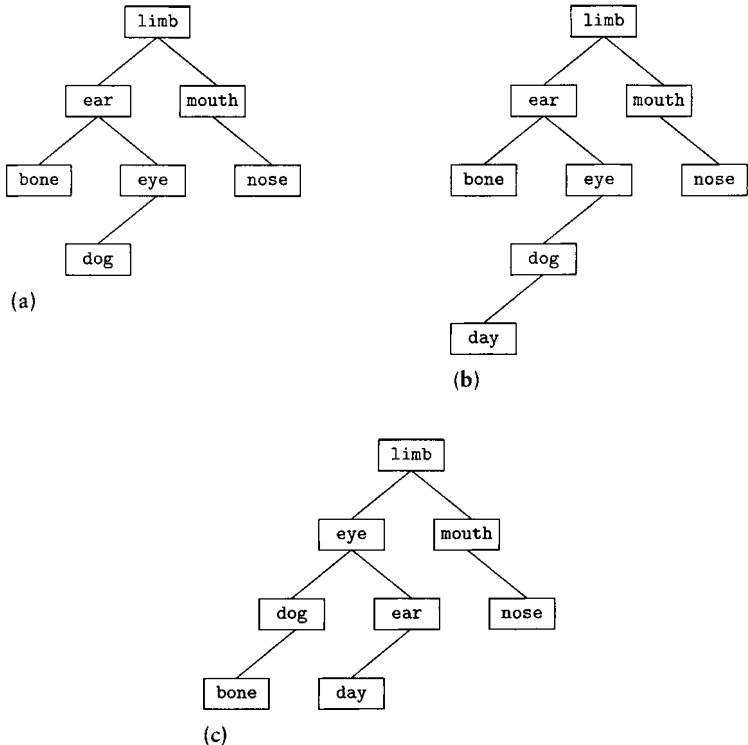 limb
ear mouth
bone eye nose
dog
(a)
limb
ear mouth
bone eye nose
dog
day
(b)
limb
eye mouth
dog ear nose
bone day
(c)